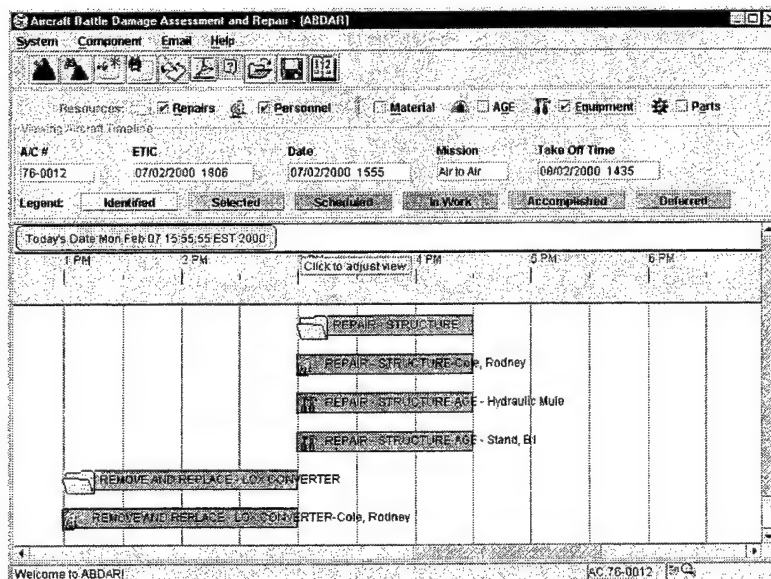 Aircraft Battle Damage Assessment and Repair - [ABDAR]
System Component Email Help
Resources: Repairs Personnel Material AGE Equipment Parts
Viewing Aircraft Timeline
A/C # ETIC Date Mission Take Off Time
76-0012 07/02/2000 1806 07/02/2000 1555 Air to Air 08/02/2000 1435
Legend: Identified Selected Scheduled In Work Accomplished Deferred
Today's Date Mon Feb 07 15:55:55 EST 2000
1 PM 2 PM Click to adjust view 4 PM 5 PM 6 PM
REPAIR - STRUCTURE
REPAIR - STRUCTURE-Cole, Rodney
REPAIR - STRUCTURE-AGE - Hydraulic Mule
REPAIR - STRUCTURE-AGE - Stand, B1
REMOVE AND REPLACE - LOX CONVERTER
REMOVE AND REPLACE - LOX CONVERTER-Cole, Rodney
Welcome to ABDAR! AC 76-0012